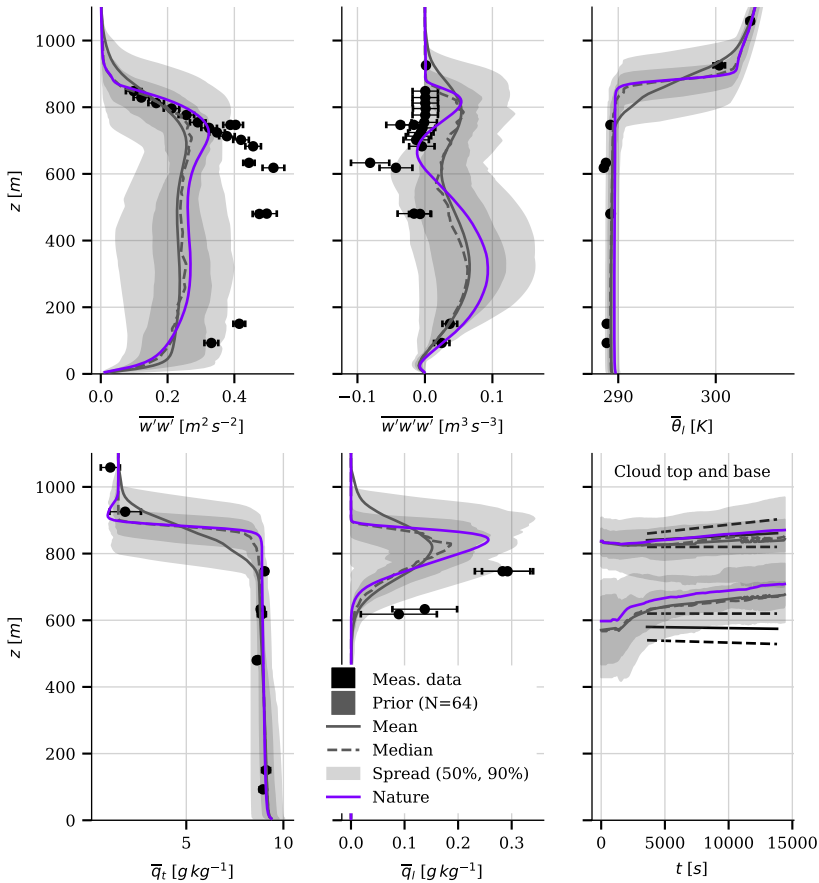 1000
800
600
400
200
0
z [m]
0.0 0.2 0.4
−0.1 0.0 0.1
290 300
w′w′ [m² s⁻²]
w′w′w′ [m³ s⁻³]
θₗ [K]
1000
800
600
400
200
0
z [m]
Cloud top and base
Meas. data
Prior (N=64)
Mean
Median
Spread (50%, 90%)
Nature
5 10
0.0 0.1 0.2 0.3
0 5000 10000 15000
qₜ [g kg⁻¹]
qₗ [g kg⁻¹]
t [s]